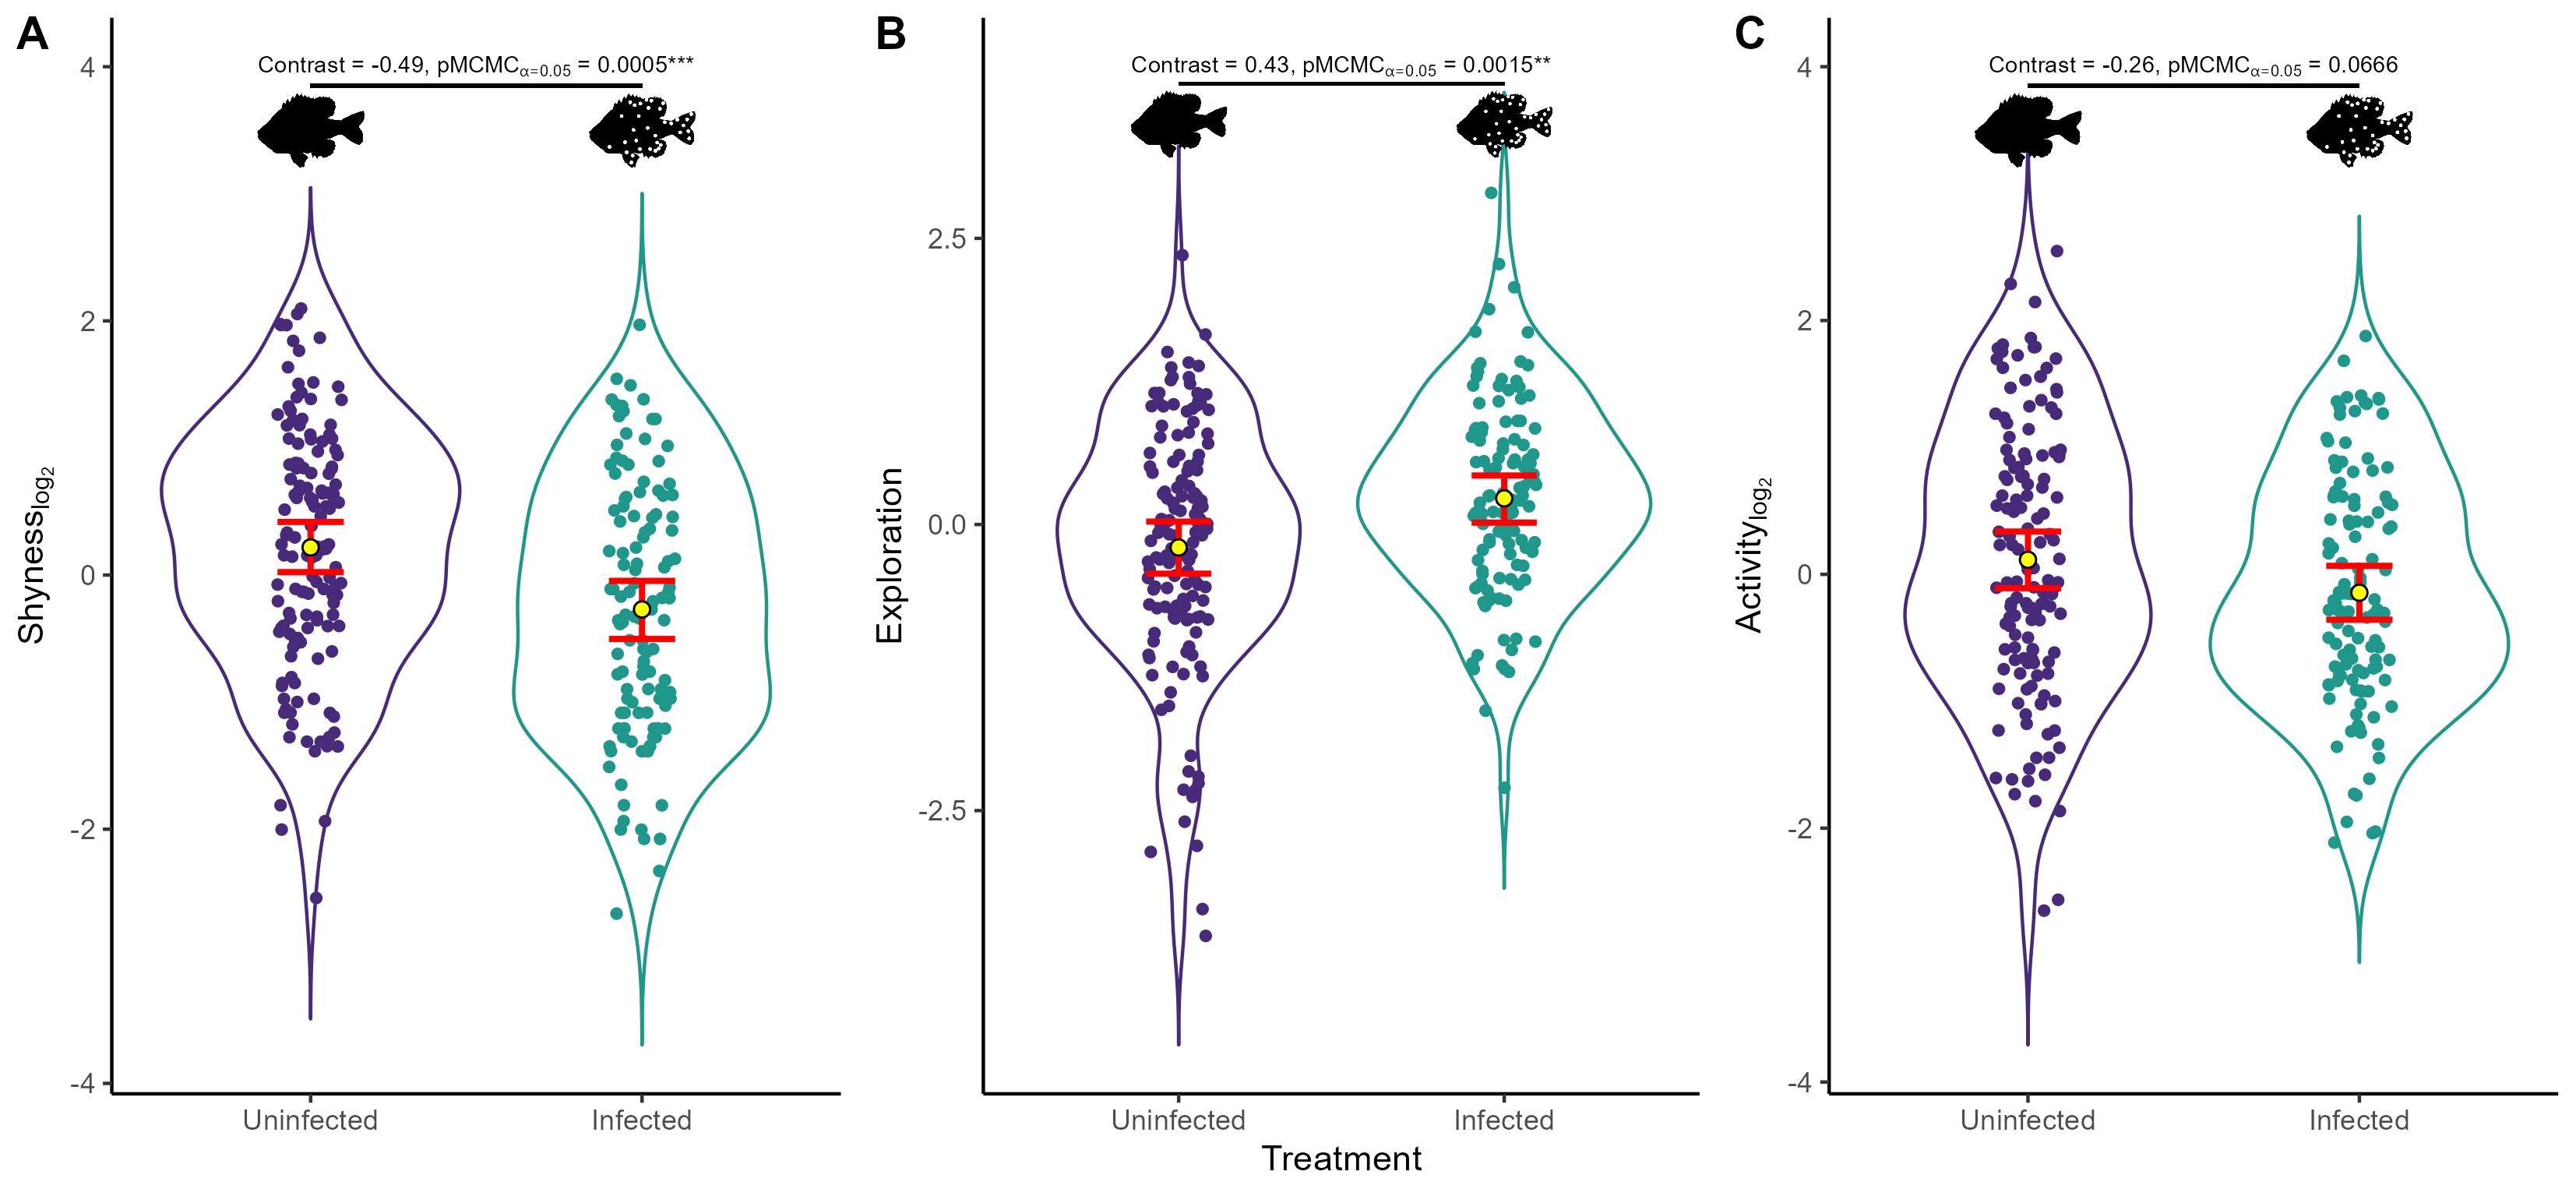 A
Contrast = -0.49, pMCMCα=0.05 = 0.0005***
4
2
0
-2
-4
Shynesslog2
Uninfected
Infected
B
Contrast = 0.43, pMCMCα=0.05 = 0.0015**
2.5
0.0
-2.5
Exploration
Uninfected
Infected
Treatment
C
Contrast = -0.26, pMCMCα=0.05 = 0.0666
4
2
0
-2
-4
Activitylog2
Uninfected
Infected